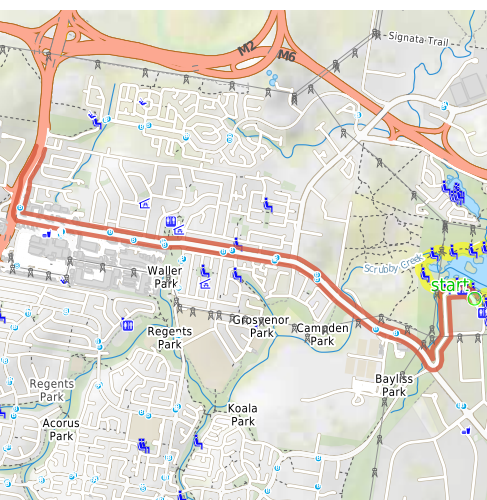 Signata Trail
M2
M6
Scrubby Creek
start
Waller
Park
Grosvenor
Park
Campden
Park
Regents
Park
Bayliss
Park
Regents
Park
Koala
Park
Acorus
Park